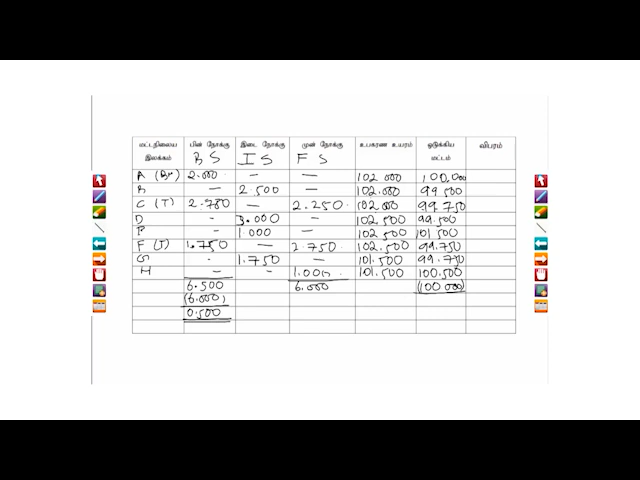 மட்டநிலைய இலக்கம் பின் நோக்கு இடை நோக்கு முன் நோக்கு உபகரண உயரம் ஒடுக்கிய மட்டம் விபரம்
BS IS FS
A (Bm) 2.000 — — 102.000 100.000
B — 2.500 — 102.000 99.500
C (T) 2.750 — 2.250 102.000 99.750
D - 3.000 - 102.500 99.500
- 1.000 - 102.500 101.500
F (T) 1.750 — 2.750 102.500 99.750
G - 1.750 - 101.500 99.750
H - - 1.000 101.500 100.500
6.500 6.000 (100.000)
(6.000)
0.500